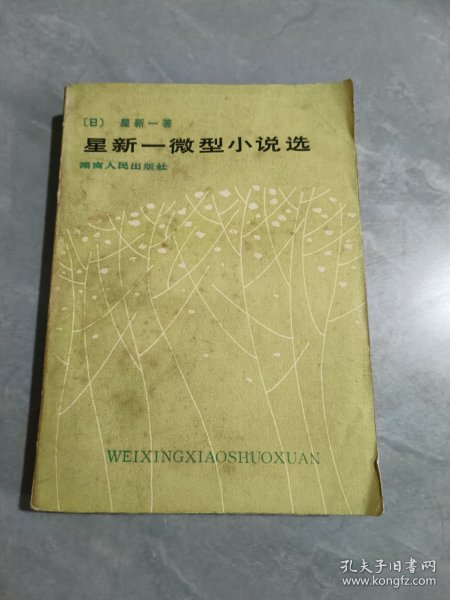 〔日〕 星新一著
星新一微型小说选
湖南人民出版社
WEIXINGXIAOSHUOXUAN
孔夫子旧书网
www.kongfz.com